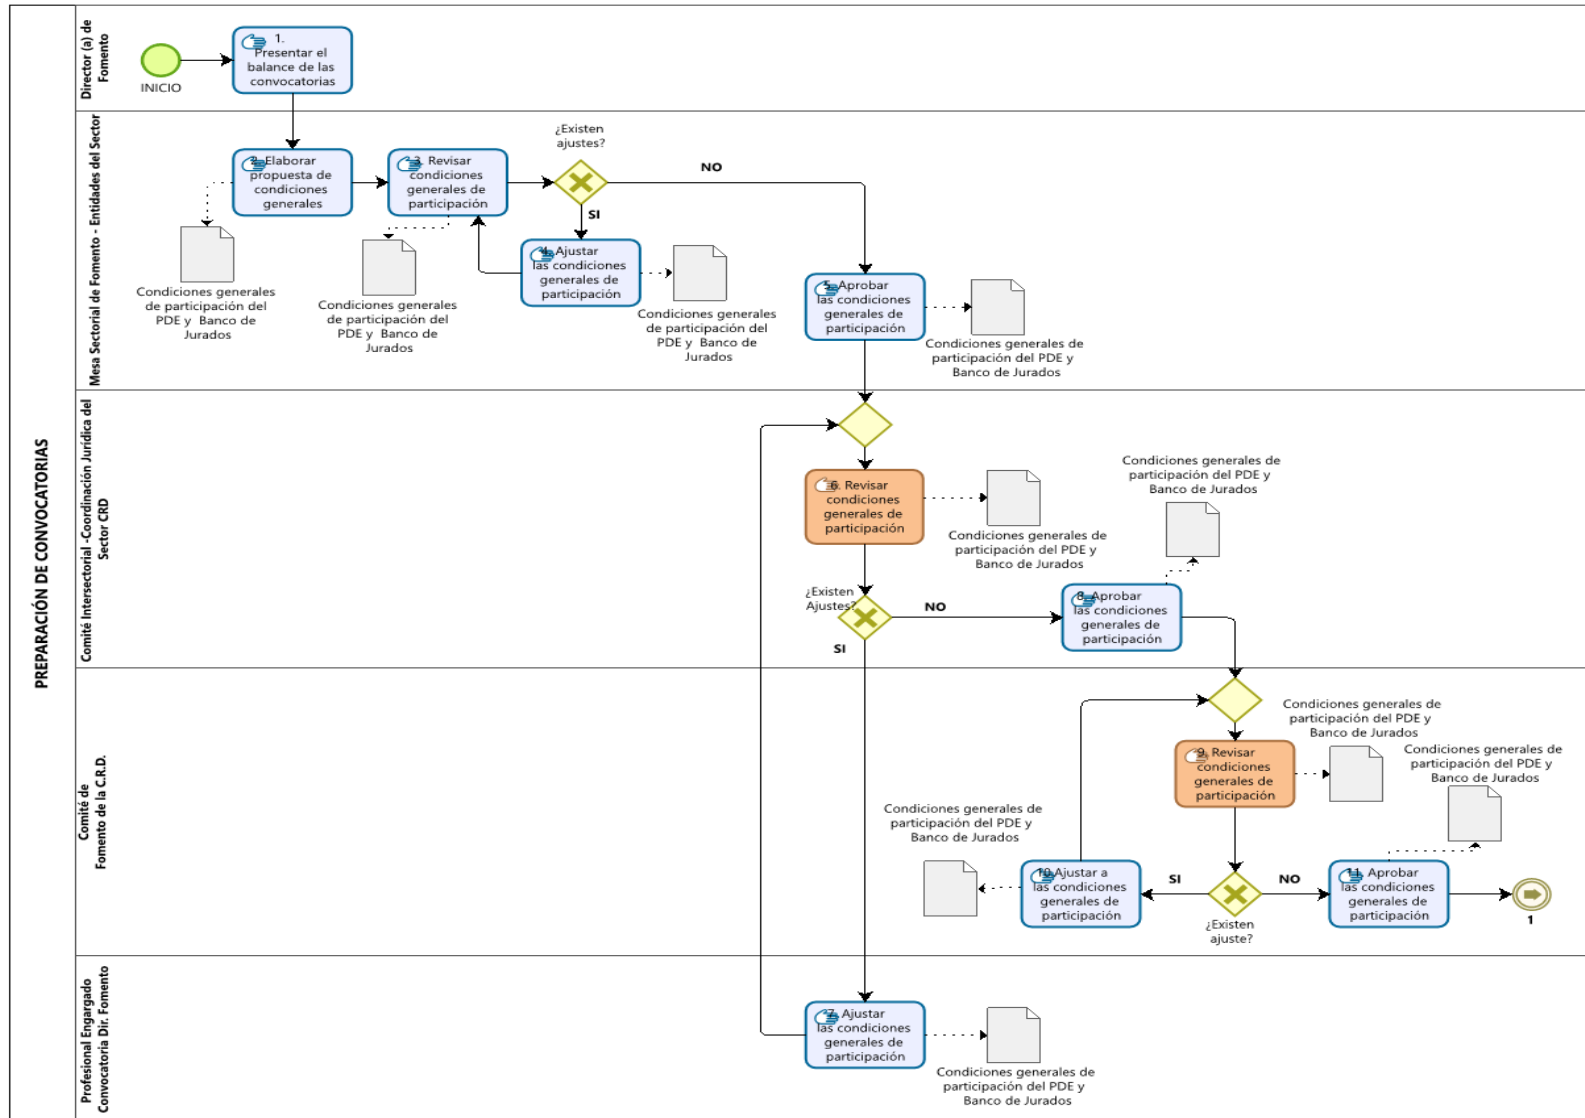 PREPARACIÓN DE CONVOCATORIAS
Director (a) de
Fomento
INICIO
1.
Presentar el
balance de las
convocatorias
Mesa Sectorial de Fomento - Entidades del Sector
2. Elaborar
propuesta de
condiciones
generales
Condiciones generales
de participación del
PDE y Banco de
Jurados
3. Revisar
condiciones
generales de
participación
Condiciones generales
de participación del
PDE y Banco de
Jurados
¿Existen
ajustes?
NO
SI
4. Ajustar
las condiciones
generales de
participación
Condiciones generales
de participación del
PDE y Banco de
Jurados
5. Aprobar
las condiciones
generales de
participación
Condiciones generales de
participación del PDE y
Banco de Jurados
Comité Intersectorial -Coordinación Jurídica del
Sector CRD
6. Revisar
condiciones
generales de
participación
Condiciones generales de
participación del PDE y
Banco de Jurados
¿Existen
Ajustes?
NO
SI
8. Aprobar
las condiciones
generales de
participación
Condiciones generales de
participación del PDE y
Banco de Jurados
Comité de
Fomento de la C.R.D.
9. Revisar
condiciones
generales de
participación
Condiciones generales de
participación del PDE y
Banco de Jurados
¿Existen
ajuste?
SI
NO
10.Ajustar a
las condiciones
generales de
participación
Condiciones generales de
participación del PDE y
Banco de Jurados
11. Aprobar
las condiciones
generales de
participación
Condiciones generales de
participación del PDE y
Banco de Jurados
1
Profesional Engargado
Convocatoria Dir. Fomento
7. Ajustar
las condiciones
generales de
participación
Condiciones generales de
participación del PDE y
Banco de Jurados